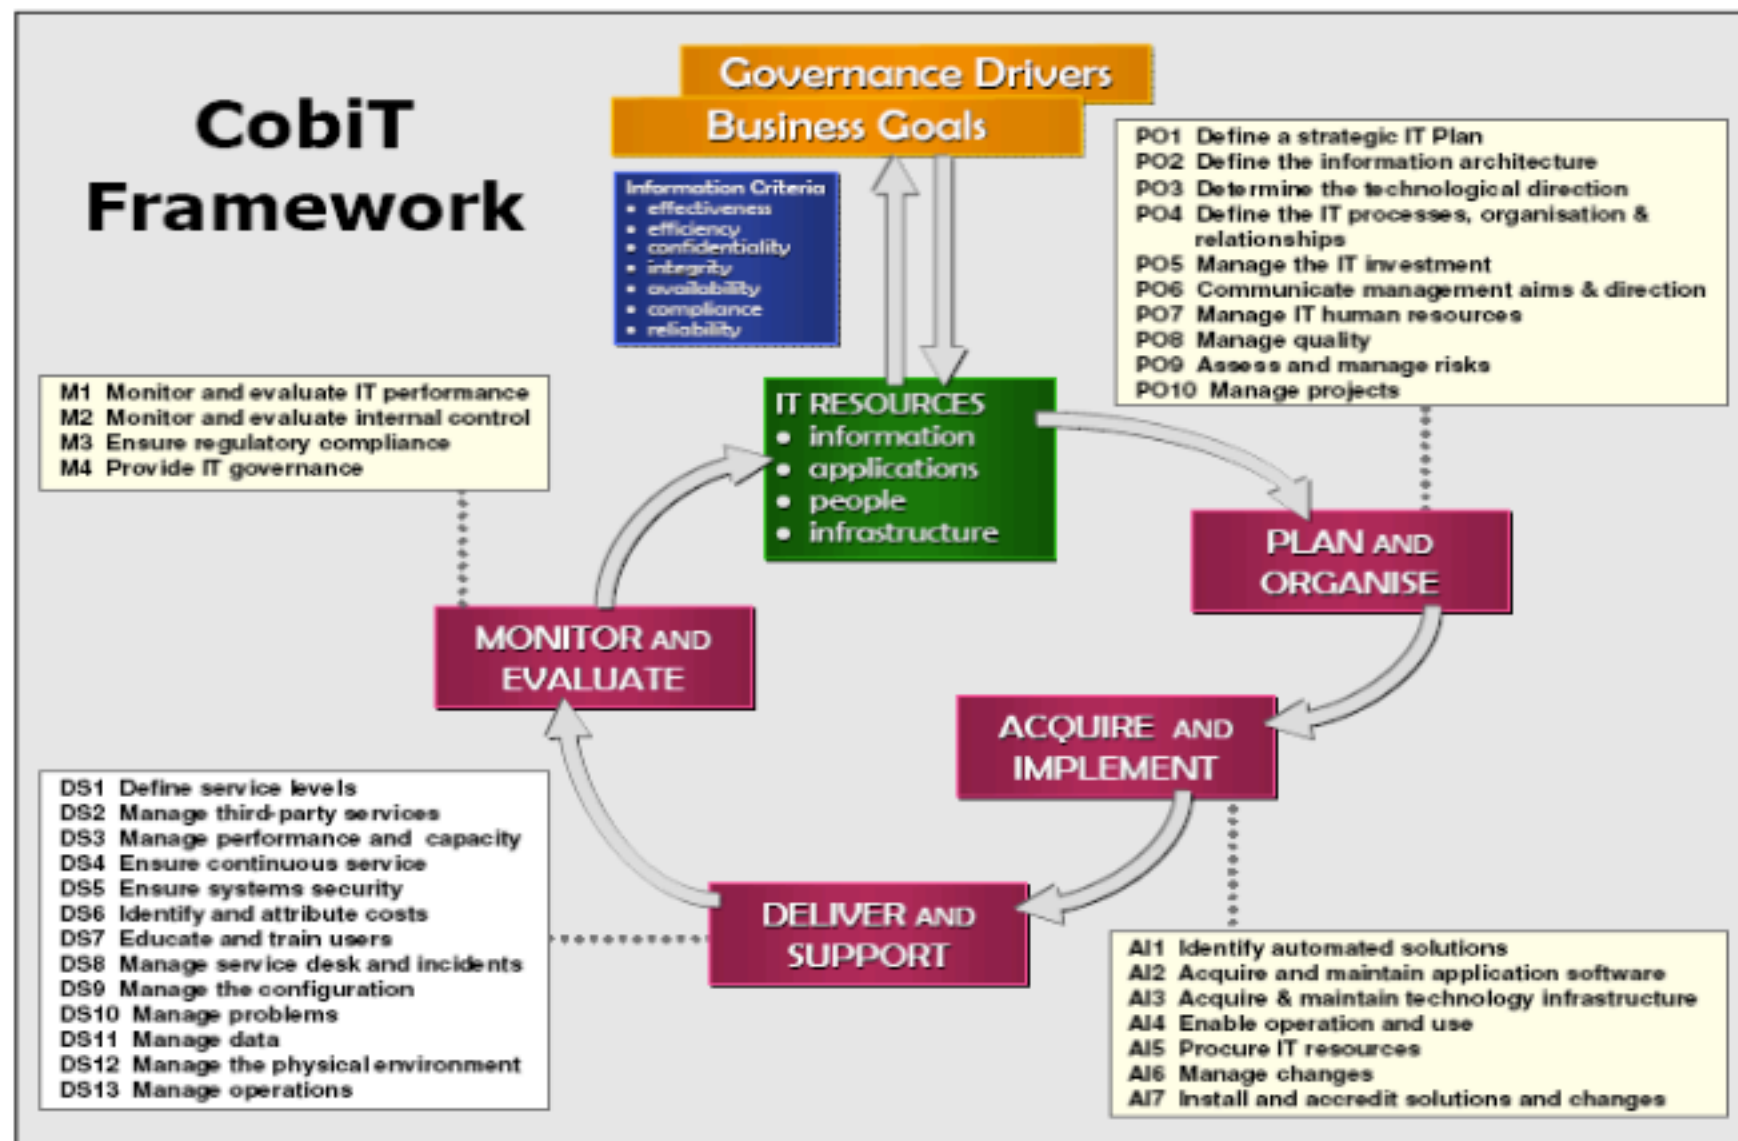 CobiT
Framework
Governance Drivers
Business Goals
Information Criteria
• effectiveness
• efficiency
• confidentiality
• integrity
• availability
• compliance
• reliability
PO1 Define a strategic IT Plan
PO2 Define the information architecture
PO3 Determine the technological direction
PO4 Define the IT processes, organisation &
relationships
PO5 Manage the IT investment
PO6 Communicate management aims & direction
PO7 Manage IT human resources
PO8 Manage quality
PO9 Assess and manage risks
PO10 Manage projects
M1 Monitor and evaluate IT performance
M2 Monitor and evaluate internal control
M3 Ensure regulatory compliance
M4 Provide IT governance
IT RESOURCES
• information
• applications
• people
• infrastructure
PLAN AND
ORGANISE
MONITOR AND
EVALUATE
ACQUIRE AND
IMPLEMENT
DELIVER AND
SUPPORT
DS1 Define service levels
DS2 Manage third-party services
DS3 Manage performance and capacity
DS4 Ensure continuous service
DS5 Ensure systems security
DS6 Identify and attribute costs
DS7 Educate and train users
DS8 Manage service desk and incidents
DS9 Manage the configuration
DS10 Manage problems
DS11 Manage data
DS12 Manage the physical environment
DS13 Manage operations
AI1 Identify automated solutions
AI2 Acquire and maintain application software
AI3 Acquire & maintain technology infrastructure
AI4 Enable operation and use
AI5 Procure IT resources
AI6 Manage changes
AI7 Install and accredit solutions and changes